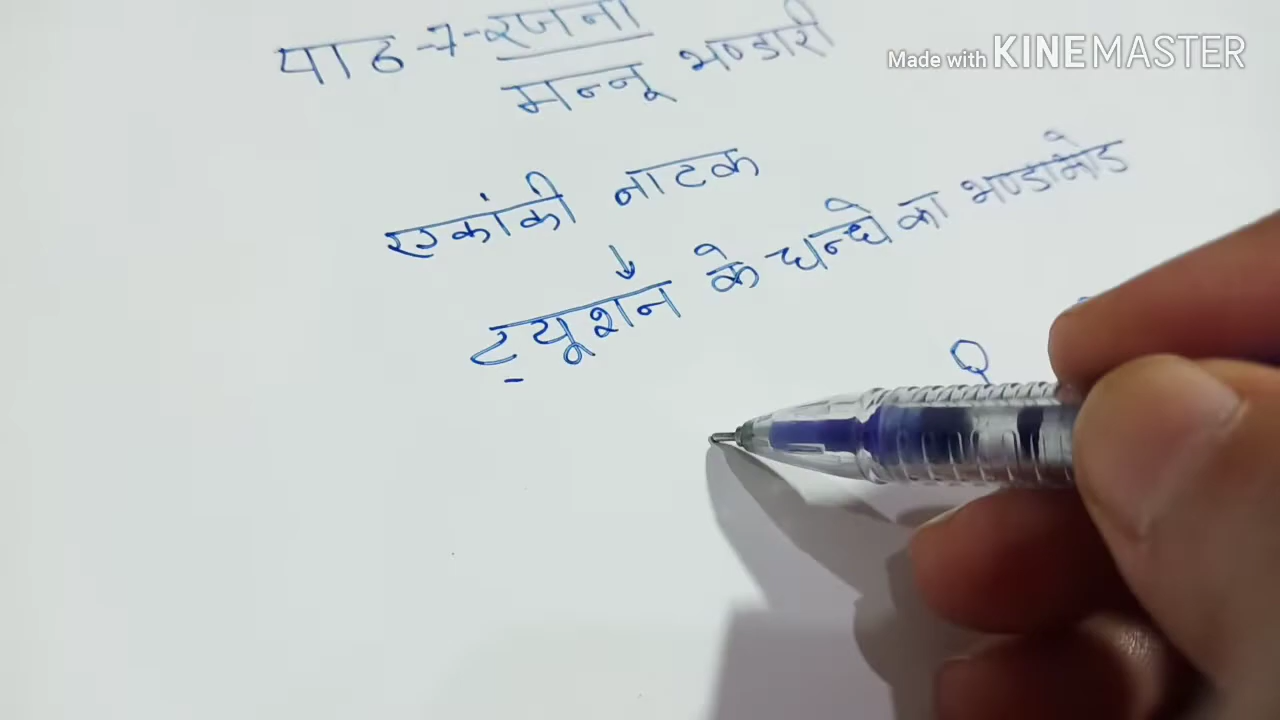 पाठ-7-रजनी
मन्नू भण्डारी
Made with KINEMASTER
एकांकी नाटक
ट्यूशन के धन्धे का भण्डाफोड